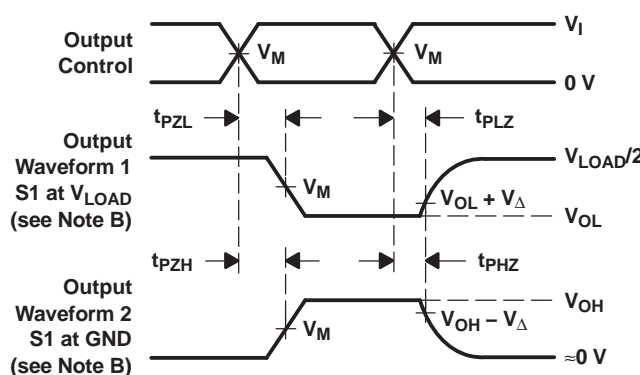 Output
Control
V_M
V_M
V_I
0 V
t_PZL
t_PLZ
Output
Waveform 1
S1 at V_LOAD
(see Note B)
V_M
V_LOAD/2
V_OL + V_Δ
V_OL
t_PZH
t_PHZ
Output
Waveform 2
S1 at GND
(see Note B)
V_M
V_OH
V_OH – V_Δ
≈0 V